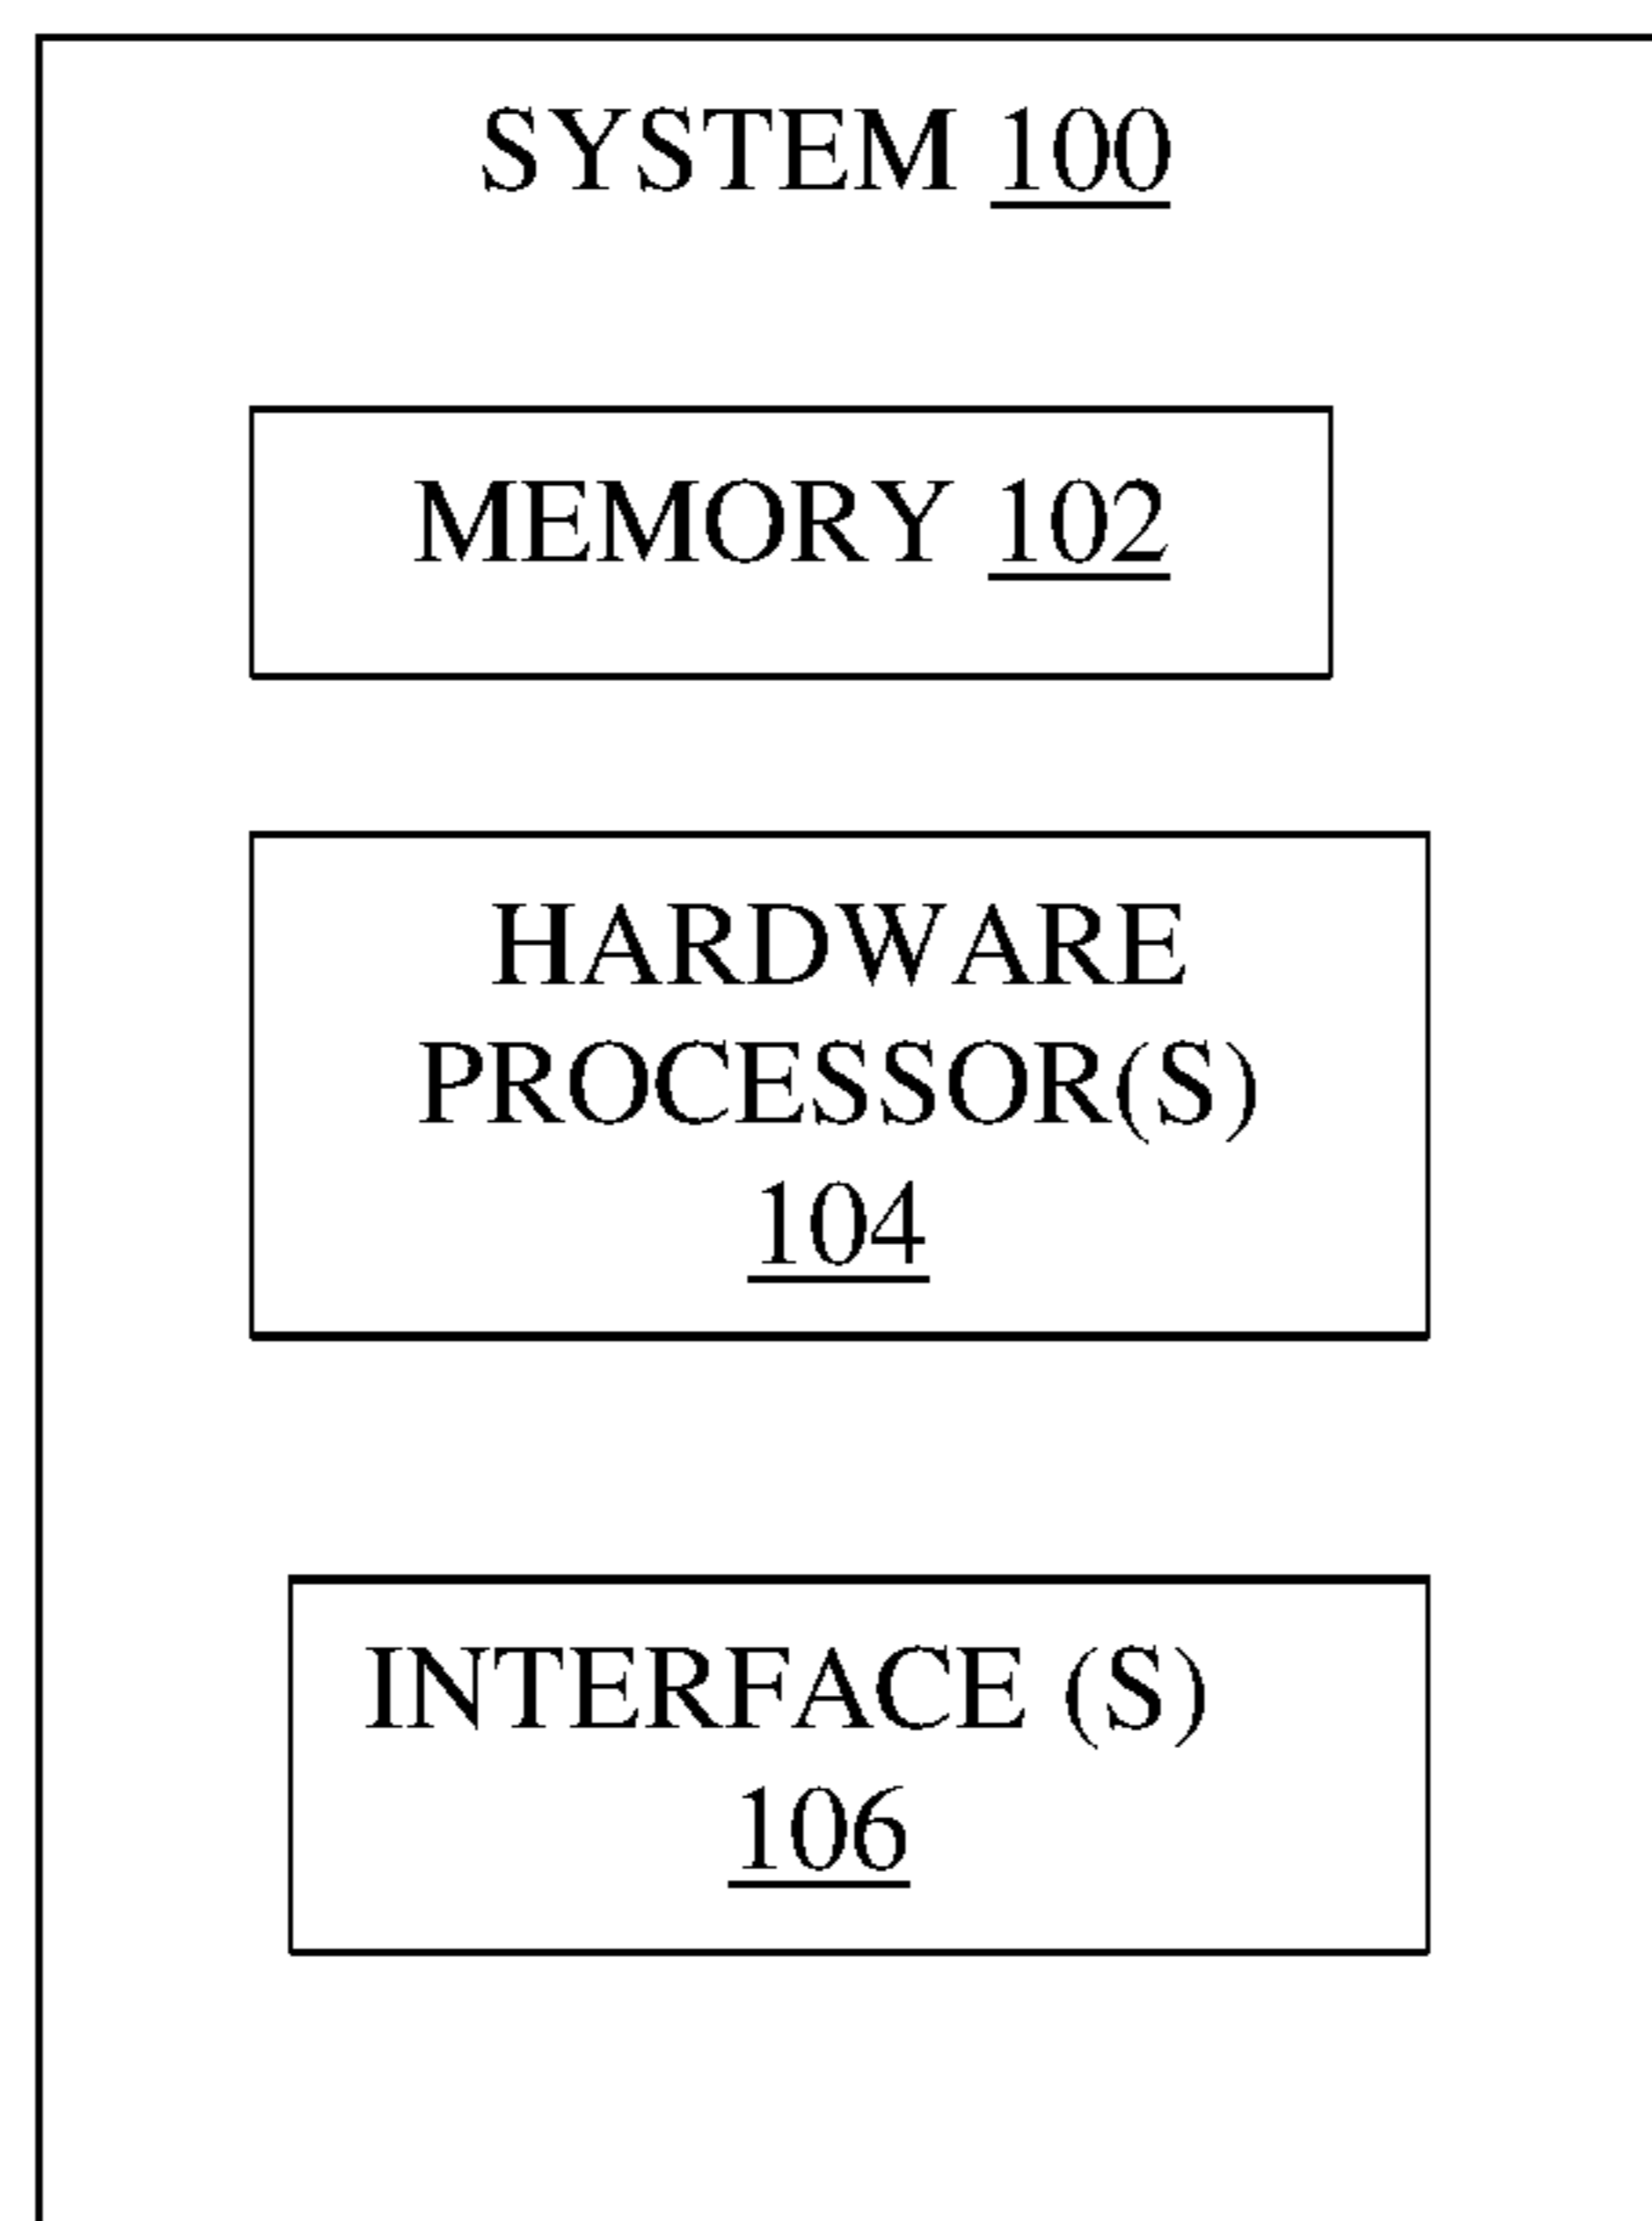 SYSTEM 100
MEMORY 102
HARDWARE
PROCESSOR(S)
104
INTERFACE (S)
106